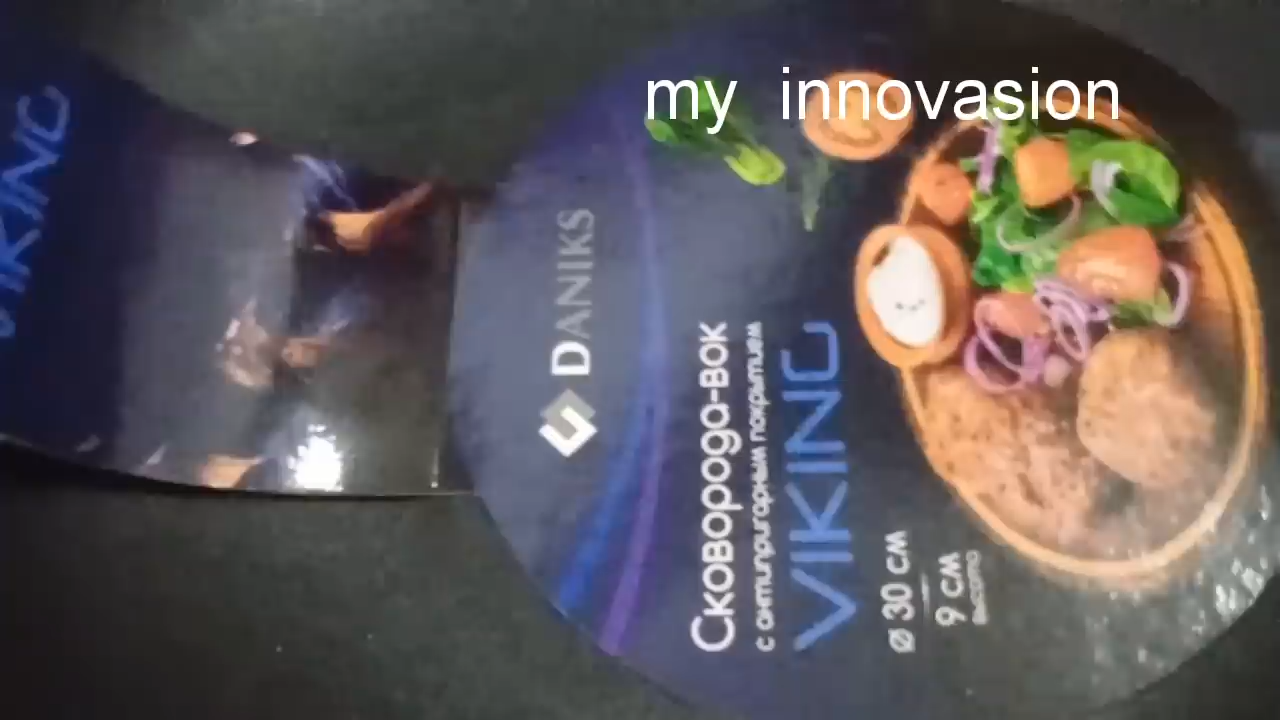 my innovasion
DANIKS
Сковорода-вок
с антипригарным покрытием
VIKING
Ø 30 см
9 см
высота
VIKING